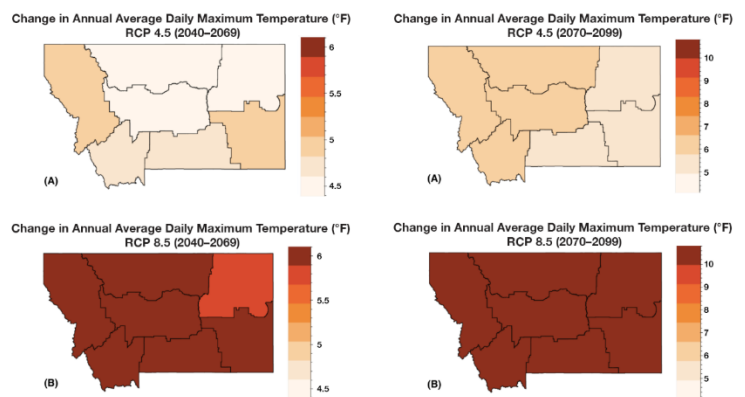 Change in Annual Average Daily Maximum Temperature (°F)
RCP 4.5 (2040–2069)
6
5.5
5
4.5
(A)
Change in Annual Average Daily Maximum Temperature (°F)
RCP 4.5 (2070–2099)
10
9
8
7
6
5
(A)
Change in Annual Average Daily Maximum Temperature (°F)
RCP 8.5 (2040–2069)
6
5.5
5
4.5
(B)
Change in Annual Average Daily Maximum Temperature (°F)
RCP 8.5 (2070–2099)
10
9
8
7
6
5
(B)